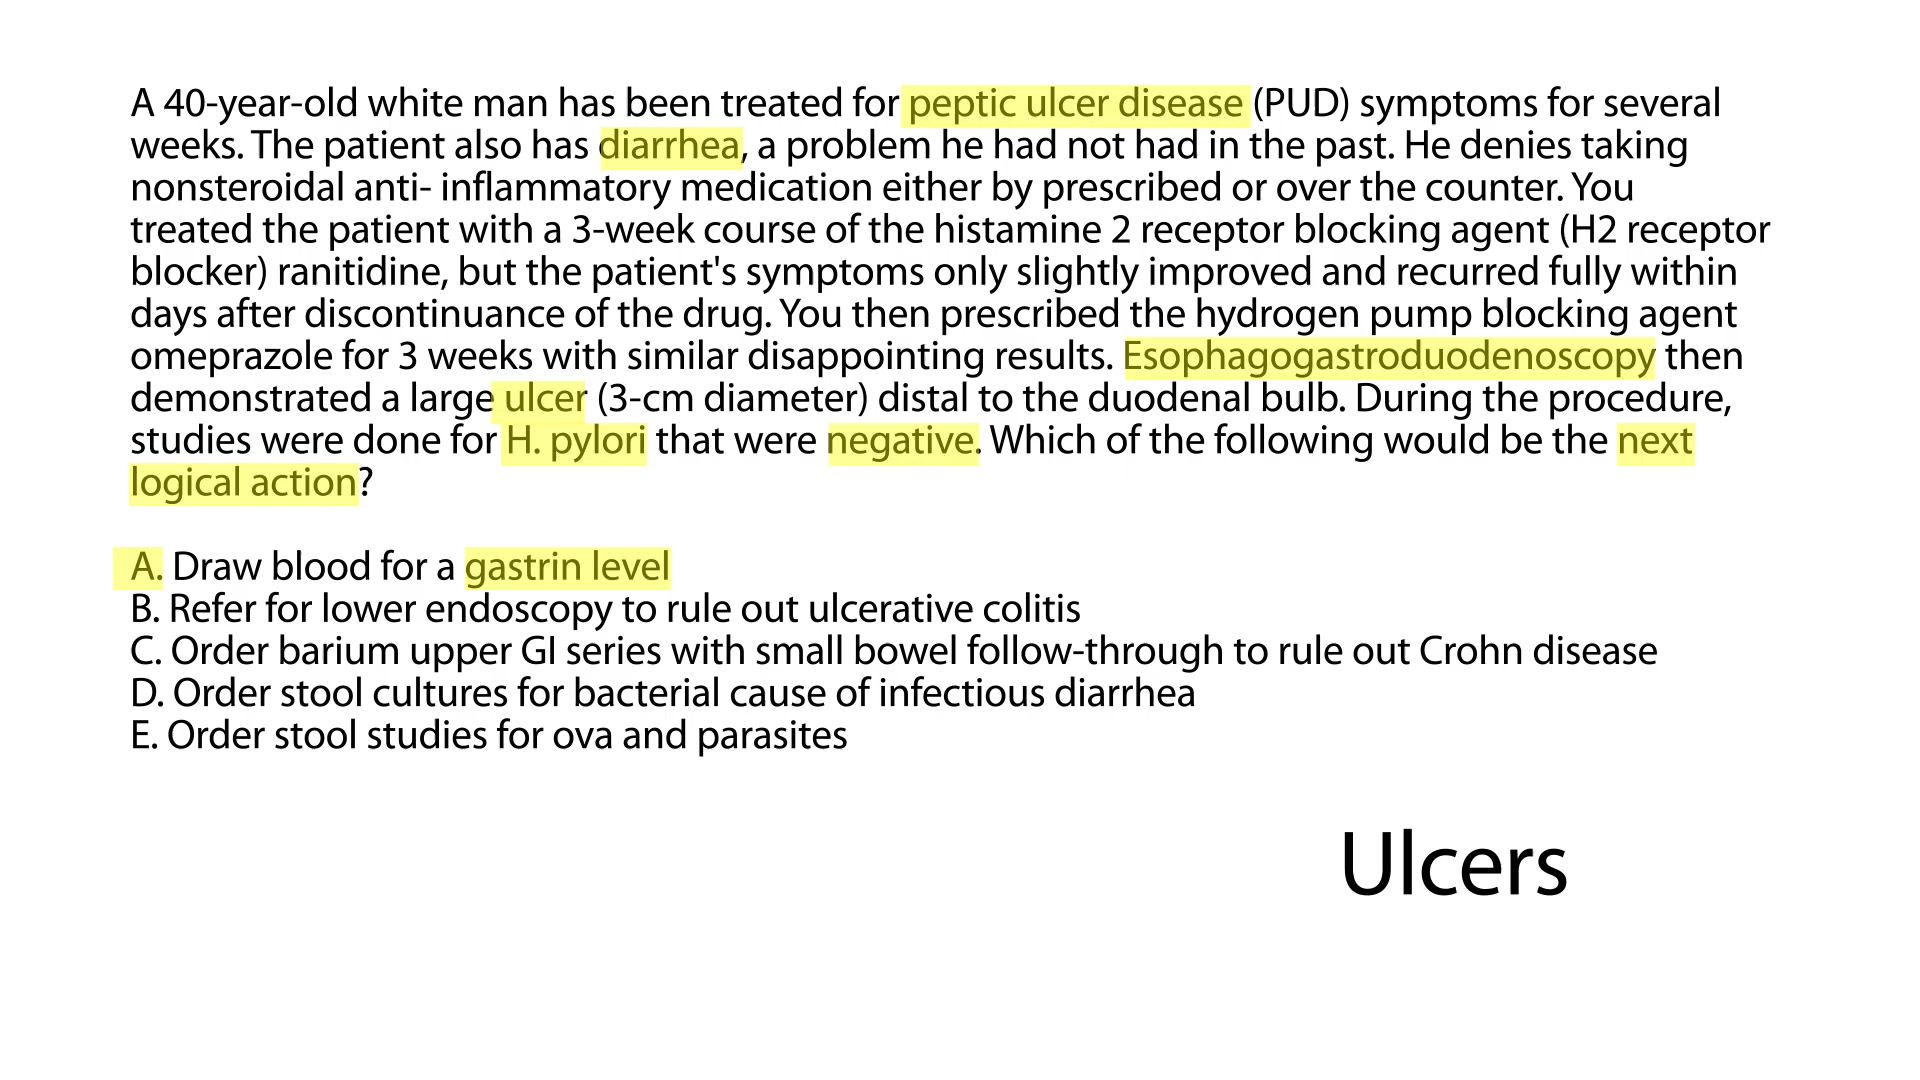 A 40-year-old white man has been treated for peptic ulcer disease (PUD) symptoms for several
weeks. The patient also has diarrhea, a problem he had not had in the past. He denies taking
nonsteroidal anti- inflammatory medication either by prescribed or over the counter. You
treated the patient with a 3-week course of the histamine 2 receptor blocking agent (H2 receptor
blocker) ranitidine, but the patient's symptoms only slightly improved and recurred fully within
days after discontinuance of the drug. You then prescribed the hydrogen pump blocking agent
omeprazole for 3 weeks with similar disappointing results. Esophagogastroduodenoscopy then
demonstrated a large ulcer (3-cm diameter) distal to the duodenal bulb. During the procedure,
studies were done for H. pylori that were negative. Which of the following would be the next
logical action?
A. Draw blood for a gastrin level
B. Refer for lower endoscopy to rule out ulcerative colitis
C. Order barium upper GI series with small bowel follow-through to rule out Crohn disease
D. Order stool cultures for bacterial cause of infectious diarrhea
E. Order stool studies for ova and parasites
Ulcers